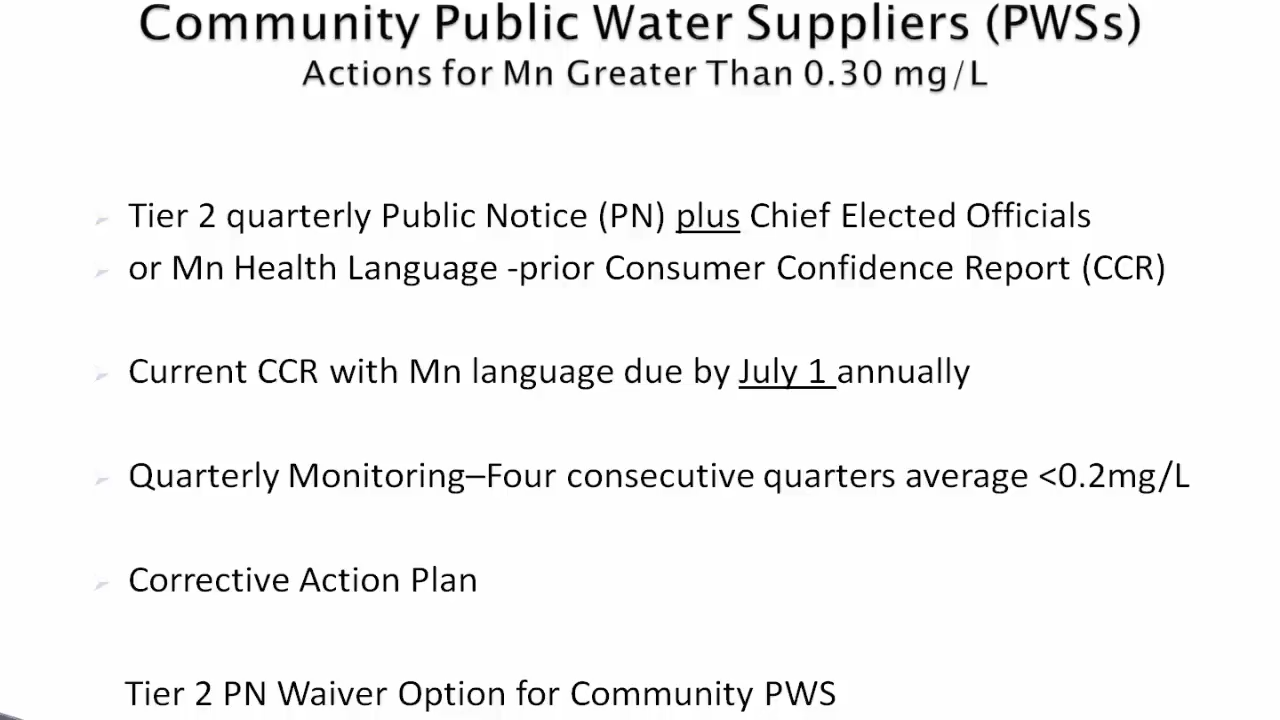 Community Public Water Suppliers (PWSs)
Actions for Mn Greater Than 0.30 mg/L
Tier 2 quarterly Public Notice (PN) plus Chief Elected Officials
or Mn Health Language -prior Consumer Confidence Report (CCR)
Current CCR with Mn language due by July 1 annually
Quarterly Monitoring–Four consecutive quarters average <0.2mg/L
Corrective Action Plan
Tier 2 PN Waiver Option for Community PWS